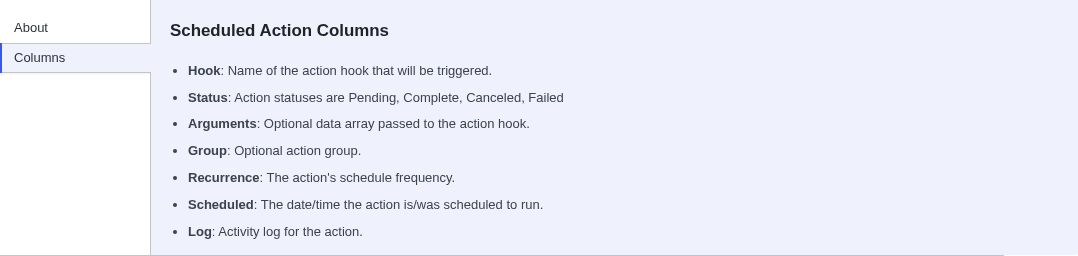 About
Columns
Scheduled Action Columns
Hook: Name of the action hook that will be triggered.
Status: Action statuses are Pending, Complete, Canceled, Failed
Arguments: Optional data array passed to the action hook.
Group: Optional action group.
Recurrence: The action's schedule frequency.
Scheduled: The date/time the action is/was scheduled to run.
Log: Activity log for the action.